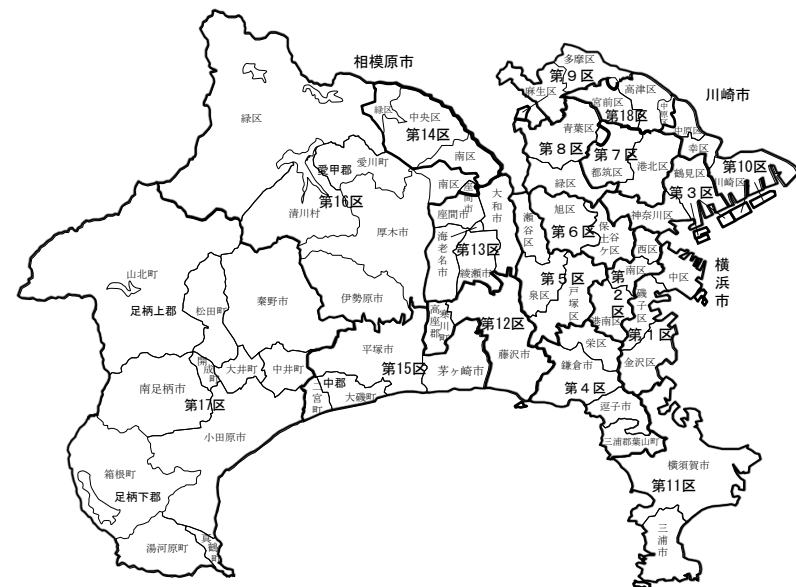 相模原市
川崎市
横浜市
多摩区
第9区
麻生区
高津区
宮前区
第18区
中原区
中原区
幸区
緑区
緑区
中央区
第14区
南区
青葉区
第8区
第7区
都筑区
港北区
鶴見区
第10区
川崎区
第3区
緑区
神奈川区
愛川町
愛甲郡
第16区
清川村
厚木市
南区
座間市
座間市
大和市
海老名市
第13区
綾瀬市
瀬谷区
旭区
第6区
保土ケ谷区
西区
中区
南区
第2区
港南区
磯子区
第1区
金沢区
第5区
泉区
戸塚区
栄区
山北町
足柄上郡
松田町
秦野市
伊勢原市
高座郡
寒川町
第12区
藤沢市
茅ヶ崎市
平塚市
第15区
中郡
大磯町
二宮町
鎌倉市
第4区
逗子市
三浦郡葉山町
開成町
大井町
中井町
南足柄市
第17区
小田原市
箱根町
足柄下郡
湯河原町
真鶴町
横須賀市
第11区
三浦市